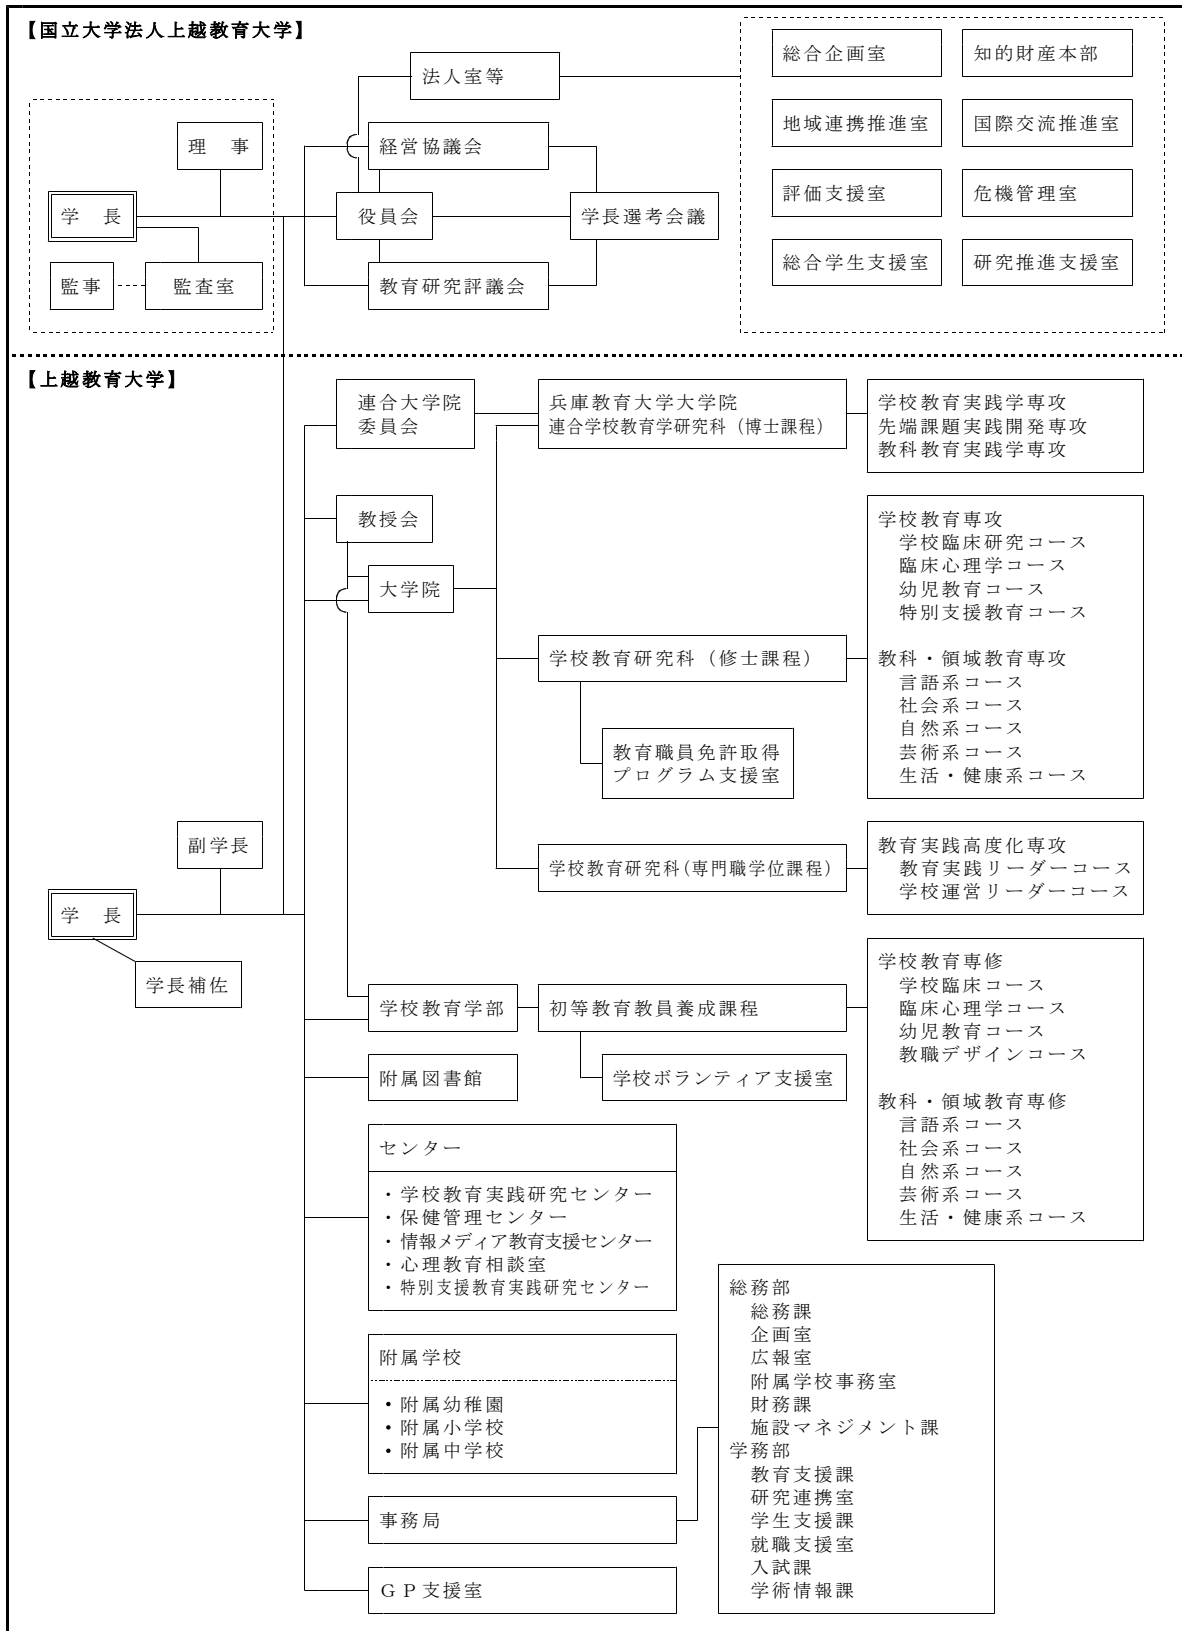 【国立大学法人上越教育大学】
法人室等
総合企画室
知的財産本部
地域連携推進室
国際交流推進室
評価支援室
危機管理室
総合学生支援室
研究推進支援室
理　事
経営協議会
学　長
役員会
学長選考会議
監事
監査室
教育研究評議会
【上越教育大学】
連合大学院
委員会
兵庫教育大学大学院
連合学校教育学研究科（博士課程）
学校教育実践学専攻
先端課題実践開発専攻
教科教育実践学専攻
教授会
大学院
学校教育専攻
学校臨床研究コース
臨床心理学コース
幼児教育コース
特別支援教育コース
学校教育研究科（修士課程）
教科・領域教育専攻
言語系コース
社会系コース
自然系コース
芸術系コース
生活・健康系コース
教育職員免許取得
プログラム支援室
副学長
学校教育研究科(専門職学位課程)
教育実践高度化専攻
教育実践リーダーコース
学校運営リーダーコース
学　長
学長補佐
学校教育学部
初等教育教員養成課程
学校教育専修
学校臨床コース
臨床心理学コース
幼児教育コース
教職デザインコース
附属図書館
学校ボランティア支援室
教科・領域教育専修
言語系コース
社会系コース
自然系コース
芸術系コース
生活・健康系コース
センター
・学校教育実践研究センター
・保健管理センター
・情報メディア教育支援センター
・心理教育相談室
・特別支援教育実践研究センター
附属学校
・附属幼稚園
・附属小学校
・附属中学校
事務局
総務部
総務課
企画室
広報室
附属学校事務室
財務課
施設マネジメント課
学務部
教育支援課
研究連携室
学生支援課
就職支援室
入試課
学術情報課
ＧＰ支援室